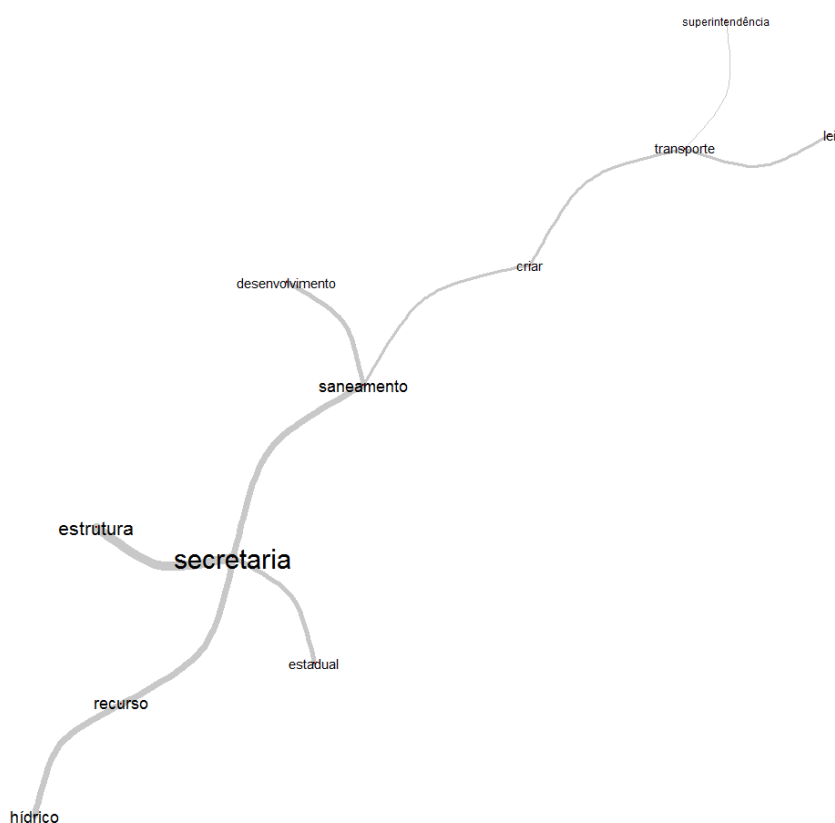 superintendência
lei
transporte
criar
desenvolvimento
saneamento
estrutura
secretaria
estadual
recurso
hídrico